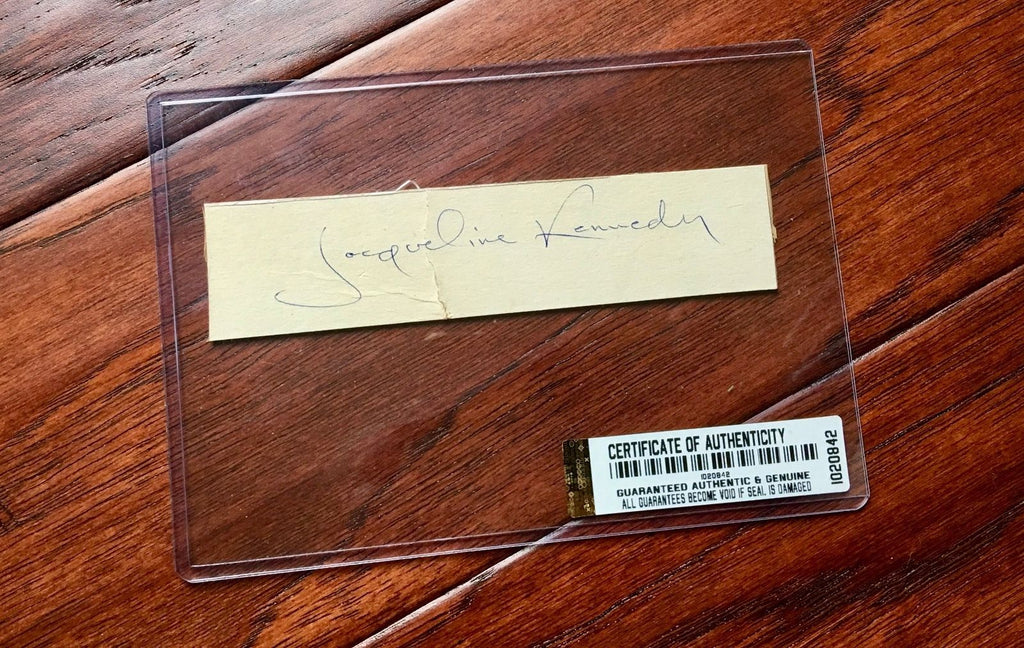 Jacqueline Kennedy
CERTIFICATE OF AUTHENTICITY
1020842
GUARANTEED AUTHENTIC & GENUINE
ALL GUARANTEES BECOME VOID IF SEAL IS DAMAGED
1020842